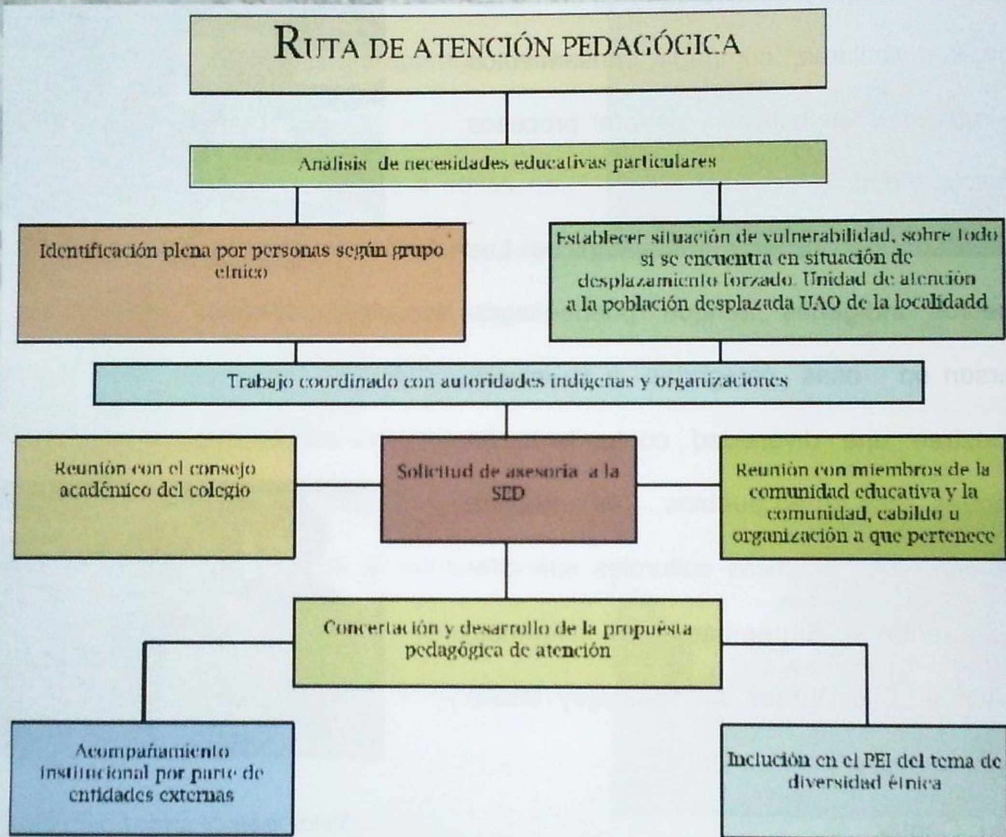 RUTA DE ATENCIÓN PEDAGÓGICA
Análisis de necesidades educativas particulares
Identificación plena por personas según grupo
etnico
Establecer situación de vulnerabilidad, sobre todo
si se encuentra en situación de
desplazamiento forzado. Unidad de atención
a la población desplazada UAO de la localidadd
Trabajo coordinado con autoridades indígenas y organizaciones
Reunión con el consejo
académico del colegio
Solicitud de asesoría a la
SED
Reunión con miembros de la
comunidad educativa y la
comunidad, cabildo u
organización a que pertenece
Concertación y desarrollo de la propuesta
pedagógica de atención
Acompañamiento
institucional por parte de
entidades externas
Inclusión en el PEI del tema de
diversidad étnica